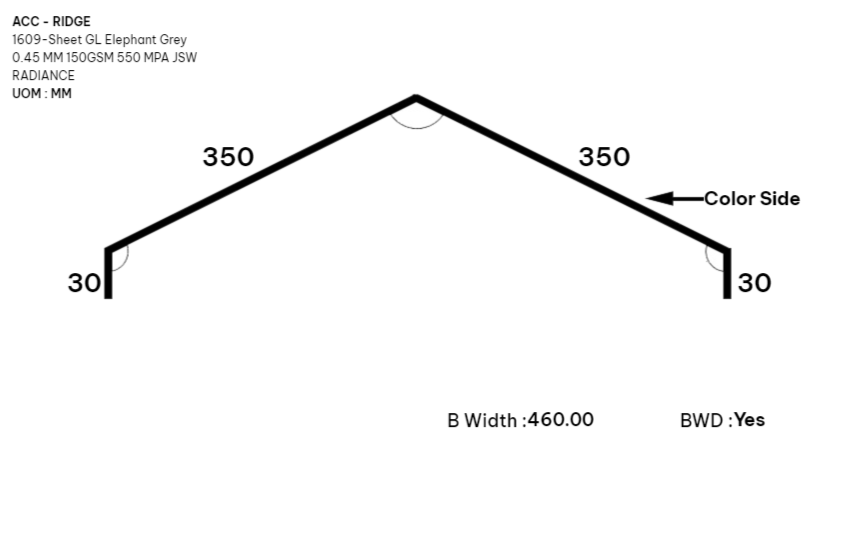 ACC - RIDGE
1609-Sheet GL Elephant Grey
0.45 MM 150GSM 550 MPA JSW
RADIANCE
UOM : MM
350
350
Color Side
30
30
B Width :460.00
BWD :Yes